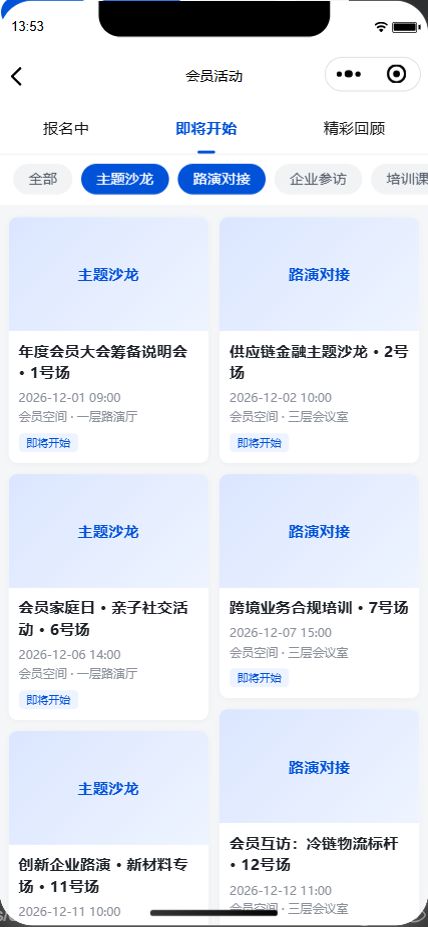 13:53
会员活动
报名中
即将开始
精彩回顾
全部
主题沙龙
路演对接
企业参访
培训课
主题沙龙
年度会员大会筹备说明会
• 1号场
2026-12-01 09:00
会员空间 · 一层路演厅
即将开始
路演对接
供应链金融主题沙龙 • 2号
场
2026-12-02 10:00
会员空间 · 三层会议室
即将开始
主题沙龙
会员家庭日 • 亲子社交活
动 • 6号场
2026-12-06 14:00
会员空间 · 一层路演厅
即将开始
路演对接
跨境业务合规培训 • 7号场
2026-12-07 15:00
会员空间 · 三层会议室
即将开始
主题沙龙
创新企业路演 • 新材料专
场 • 11号场
2026-12-11 10:00
路演对接
会员互访：冷链物流标杆
• 12号场
2026-12-12 11:00
会员空间 · 三层会议室